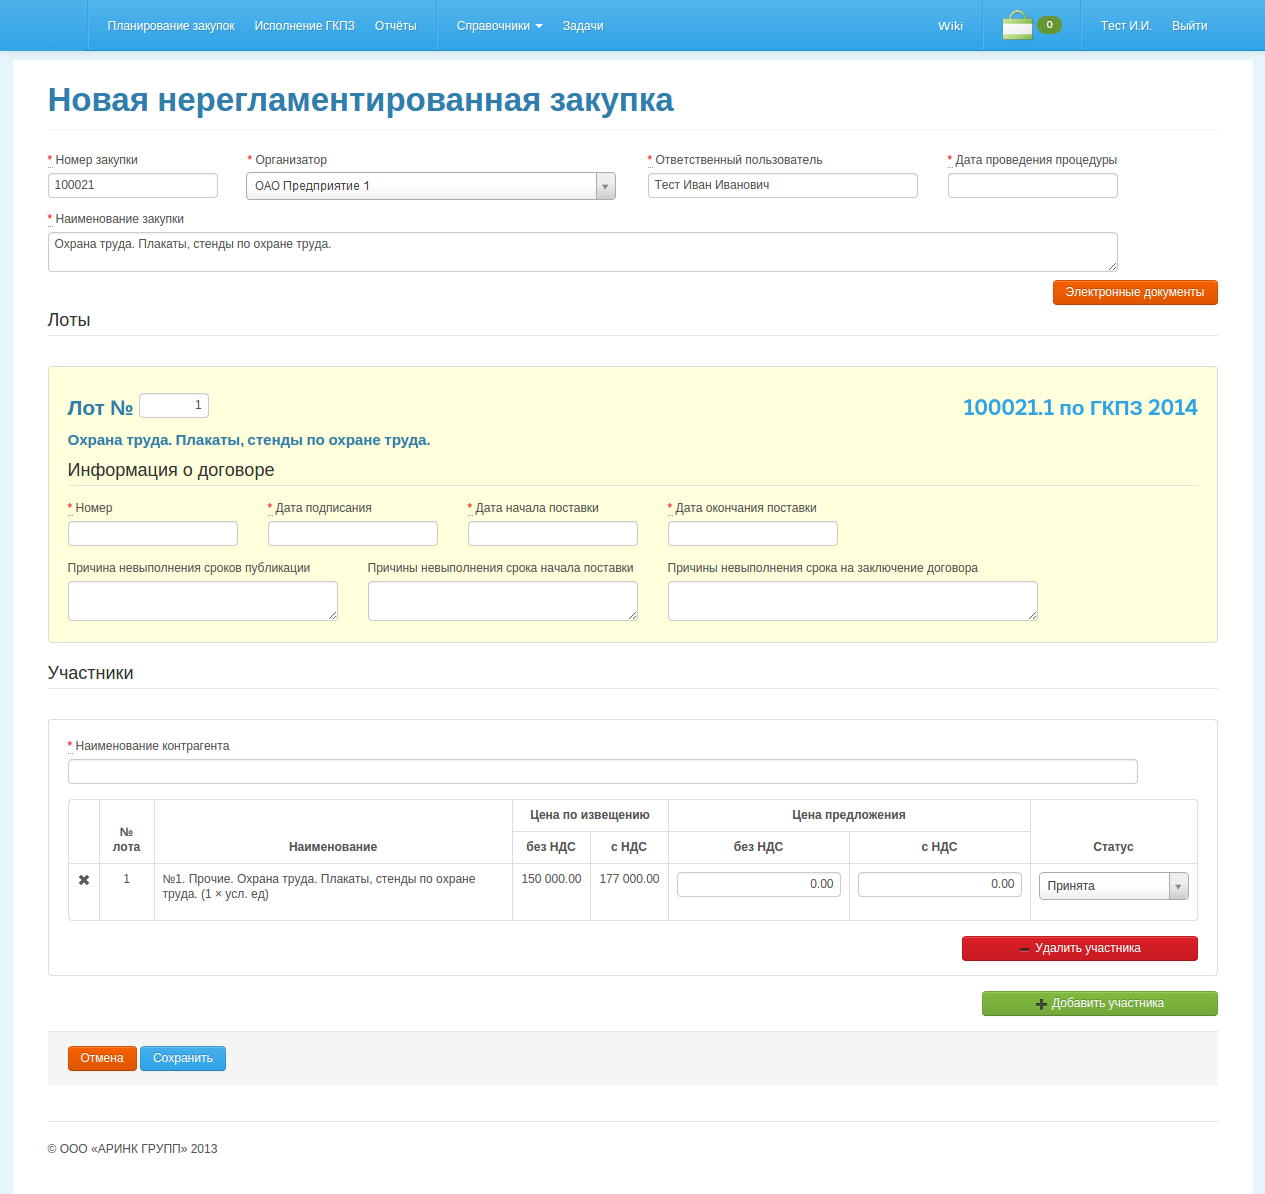 Планирование закупок Исполнение ГКПЗ Отчёты Справочники Задачи Wiki 0 Тест И.И. Выйти
Новая нерегламентированная закупка
* Номер закупки * Организатор * Ответственный пользователь * Дата проведения процедуры
100021 ОАО Предприятие 1 Тест Иван Иванович
* Наименование закупки
Охрана труда. Плакаты, стенды по охране труда.
Электронные документы
Лоты
Лот № 1 100021.1 по ГКПЗ 2014
Охрана труда. Плакаты, стенды по охране труда.
Информация о договоре
* Номер * Дата подписания * Дата начала поставки * Дата окончания поставки
Причина невыполнения сроков публикации Причины невыполнения срока начала поставки Причины невыполнения срока на заключение договора
Участники
* Наименование контрагента
Цена по извещению Цена предложения
№
лота Наименование без НДС с НДС без НДС с НДС Статус
1 №1. Прочие. Охрана труда. Плакаты, стенды по охране 150 000.00 177 000.00 0.00 0.00 Принята
труда. (1 × усл. ед)
Удалить участника
Добавить участника
Отмена Сохранить
© ООО «АРИНК ГРУПП» 2013